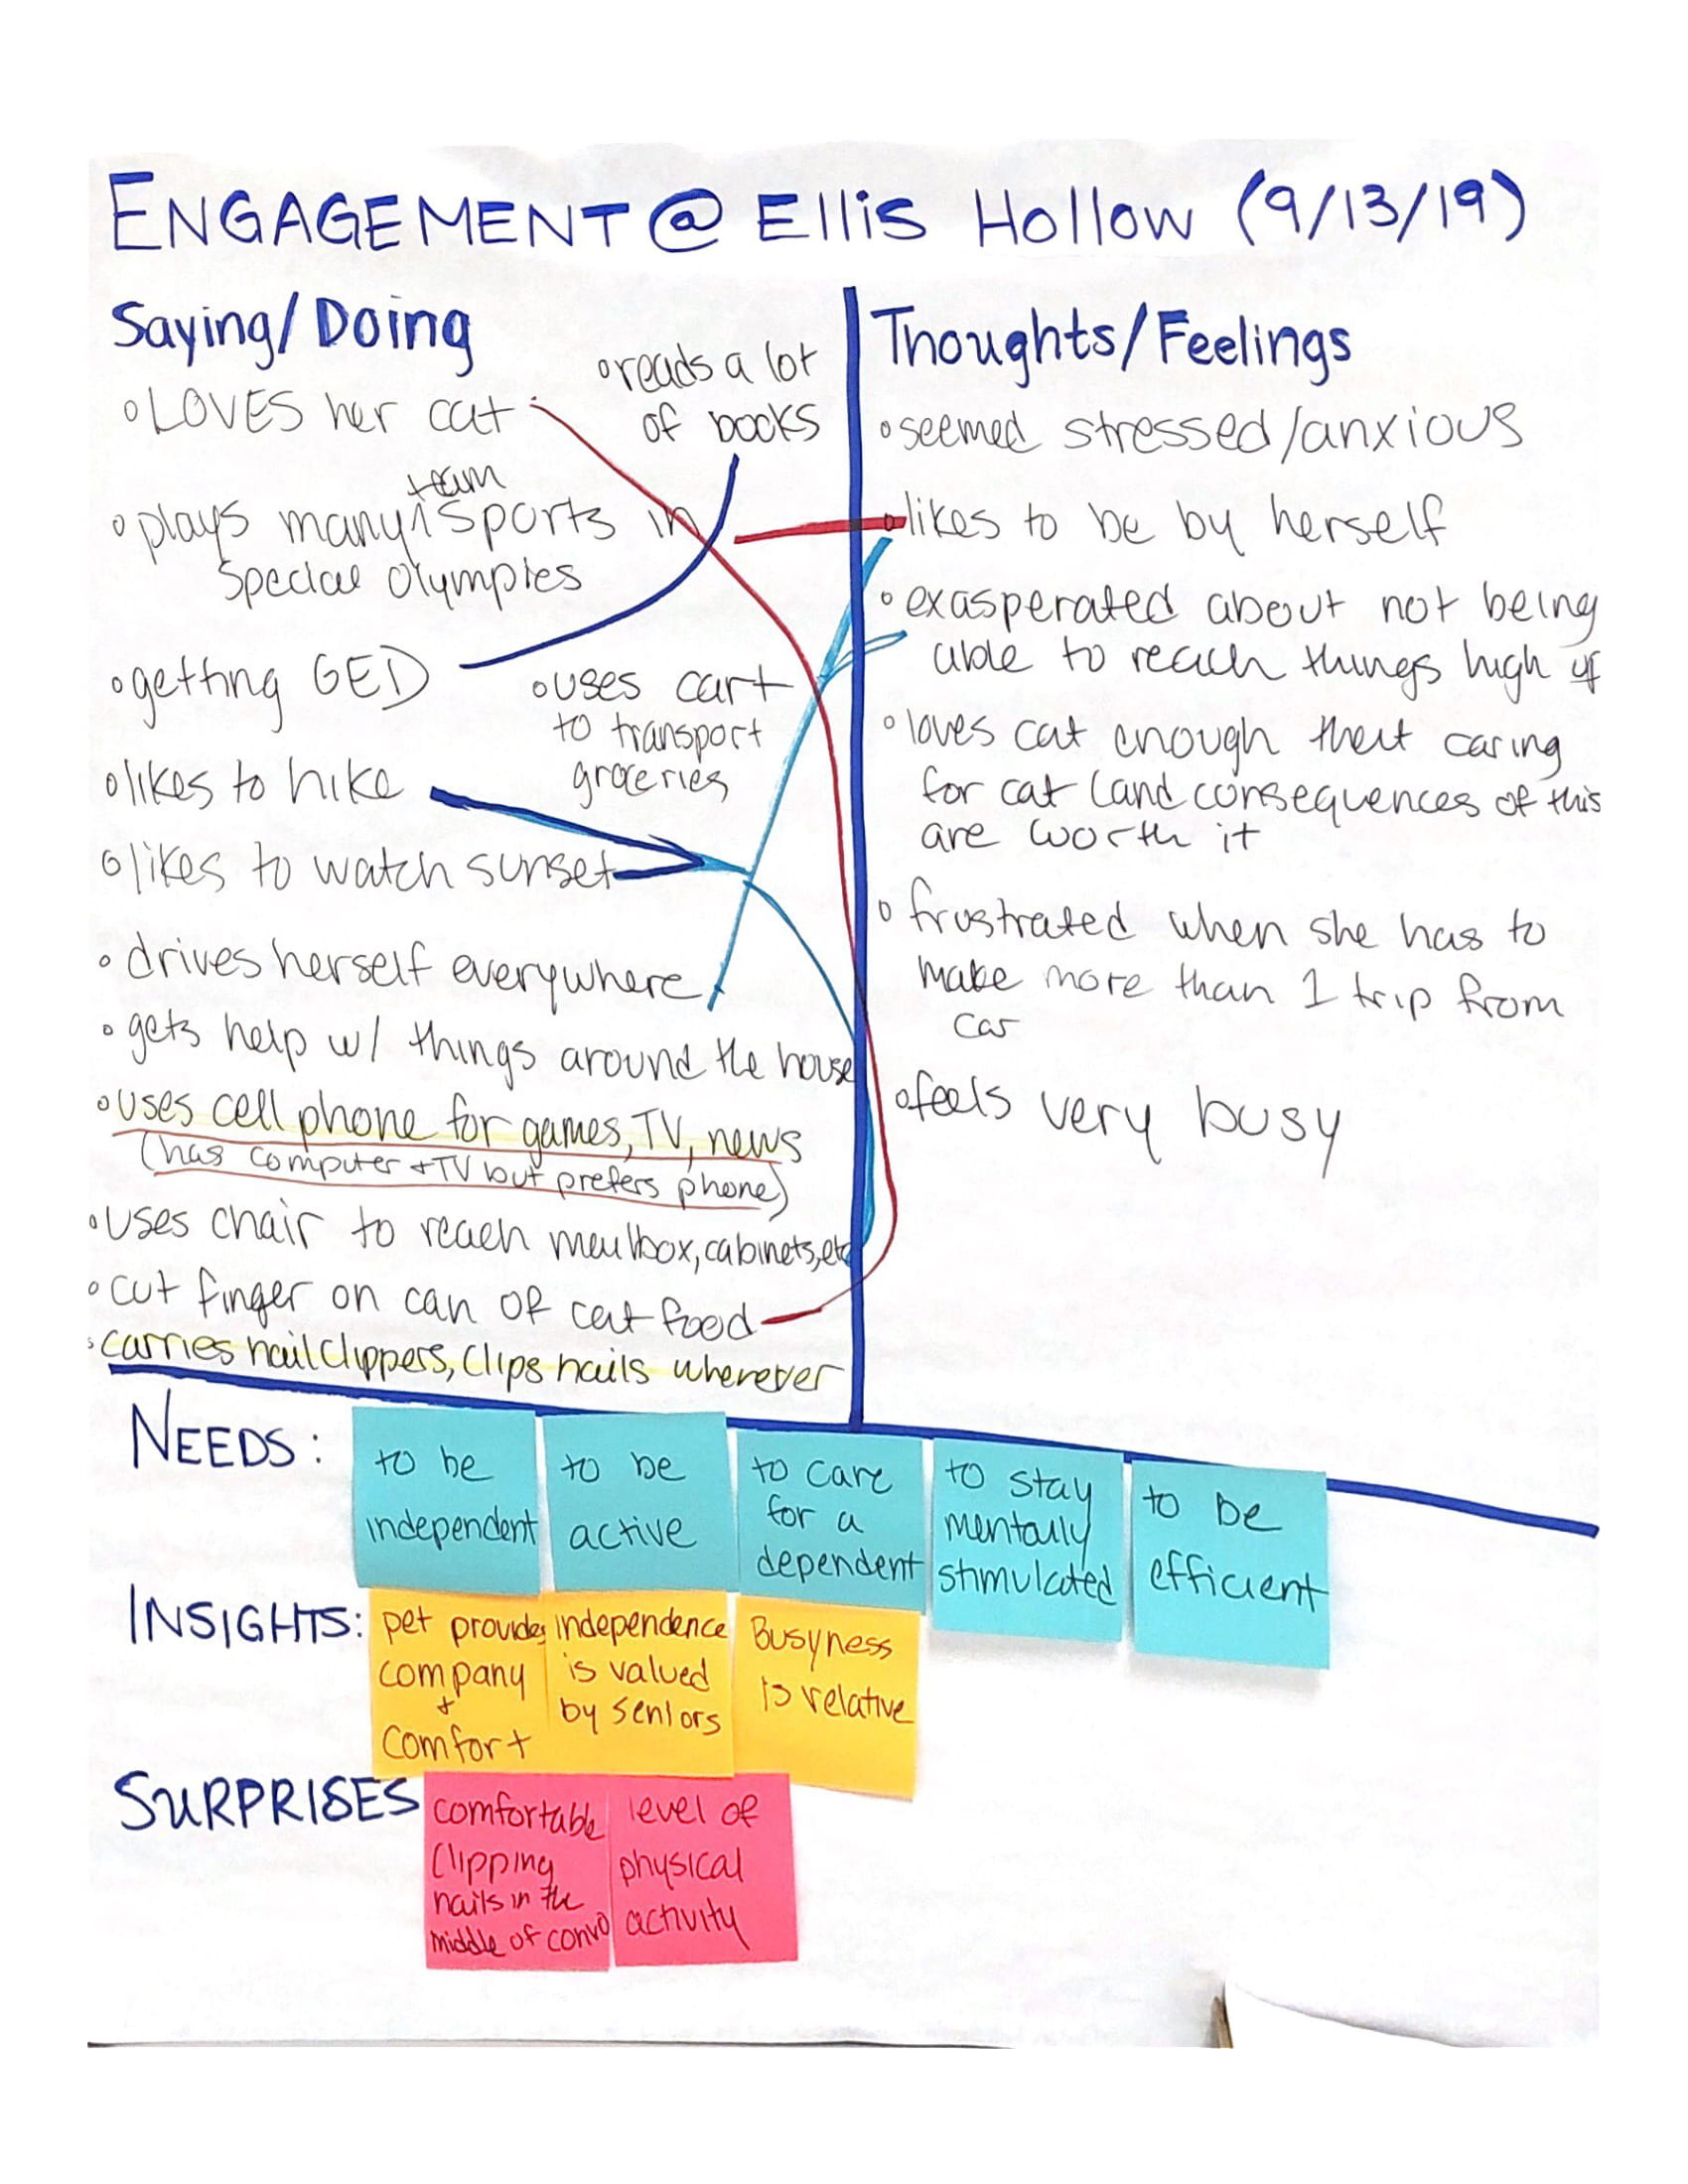 ENGAGEMENT @ Ellis Hollow (9/13/19)
Saying/Doing
◦ LOVES her cat
◦ reads a lot
of books
team
◦ plays many ^ sports in
Special Olympics
◦ getting GED
◦ uses cart
to transport
groceries
◦ likes to hike
◦ likes to watch sunset
◦ drives herself everywhere
◦ gets help w/ things around the house
◦ uses cell phone for games, TV, news
(has computer + TV but prefers phone)
◦ uses chair to reach mailbox, cabinets, etc
◦ cut finger on can of cat food
◦ carries nail clippers, clips nails wherever
Thoughts/Feelings
◦ seemed stressed/anxious
◦ likes to be by herself
◦ exasperated about not being
able to reach things high up
◦ loves cat enough that caring
for cat (and consequences of this
are worth it
◦ frustrated when she has to
make more than 1 trip from
car
◦ feels very busy
NEEDS:
to be
independent
to be
active
to care
for a
dependent
to stay
mentally
stimulated
to be
efficient
INSIGHTS:
pet provides
company
+
comfort
independence
is valued
by seniors
Busyness
is relative
SURPRISES
comfortable
clipping
nails in the
middle of convo
level of
physical
activity